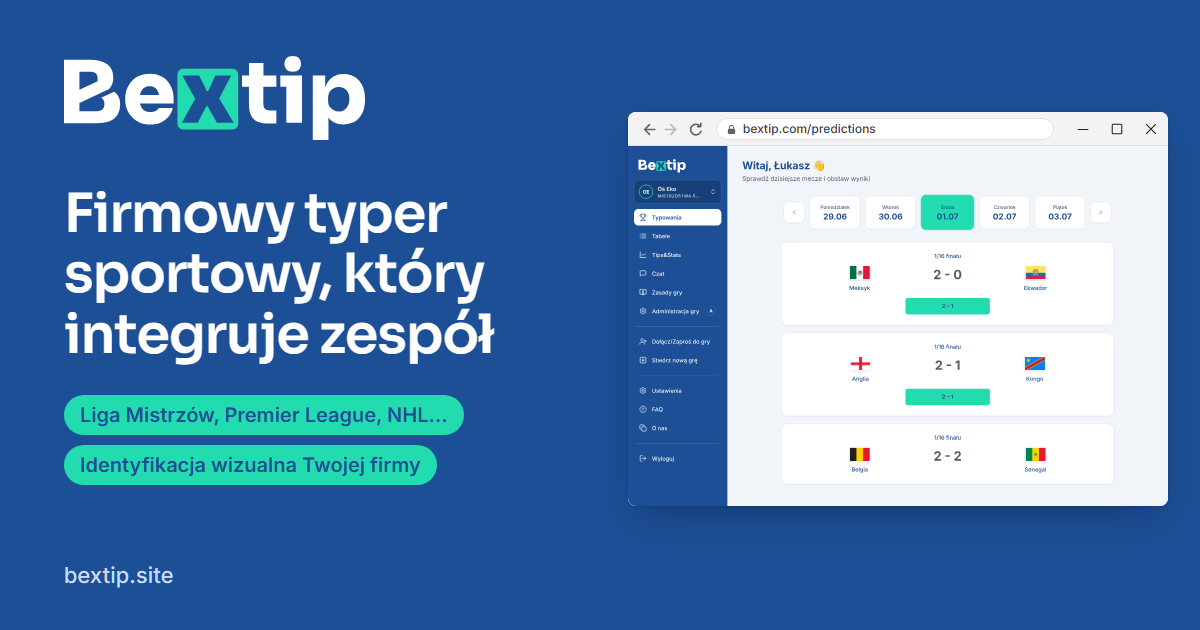 Bextip
Firmowy typer
sportowy, który
integruje zespół
Liga Mistrzów, Premier League, NHL...
Identyfikacja wizualna Twojej firmy
bextip.site
bextip.com/predictions
Bextip
OE
Oś Eko
MISTRZOSTWA Ś...
Typowania
Tabele
Tips&Stats
Czat
Zasady gry
Administracja gry A
Dołącz/Zaproś do gry
Stwórz nową grę
Ustawienia
FAQ
O nas
Wyloguj
Witaj, Łukasz 👋
Sprawdź dzisiejsze mecze i obstaw wyniki
Poniedziałek
29.06
Wtorek
30.06
Środa
01.07
Czwartek
02.07
Piątek
03.07
1/16 finału
2 - 0
Meksyk
Ekwador
2 - 1
1/16 finału
2 - 1
Anglia
Kongo
2 - 1
1/16 finału
2 - 2
Belgia
Senegal